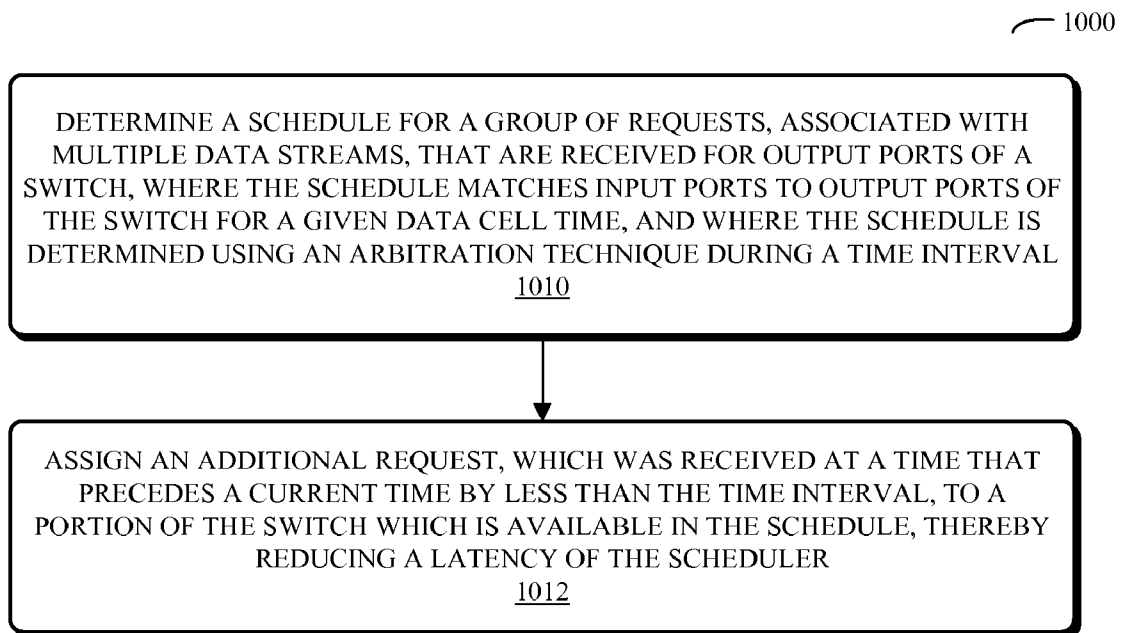 1000
DETERMINE A SCHEDULE FOR A GROUP OF REQUESTS, ASSOCIATED WITH
MULTIPLE DATA STREAMS, THAT ARE RECEIVED FOR OUTPUT PORTS OF A
SWITCH, WHERE THE SCHEDULE MATCHES INPUT PORTS TO OUTPUT PORTS OF
THE SWITCH FOR A GIVEN DATA CELL TIME, AND WHERE THE SCHEDULE IS
DETERMINED USING AN ARBITRATION TECHNIQUE DURING A TIME INTERVAL
1010
ASSIGN AN ADDITIONAL REQUEST, WHICH WAS RECEIVED AT A TIME THAT
PRECEDES A CURRENT TIME BY LESS THAN THE TIME INTERVAL, TO A
PORTION OF THE SWITCH WHICH IS AVAILABLE IN THE SCHEDULE, THEREBY
REDUCING A LATENCY OF THE SCHEDULER
1012